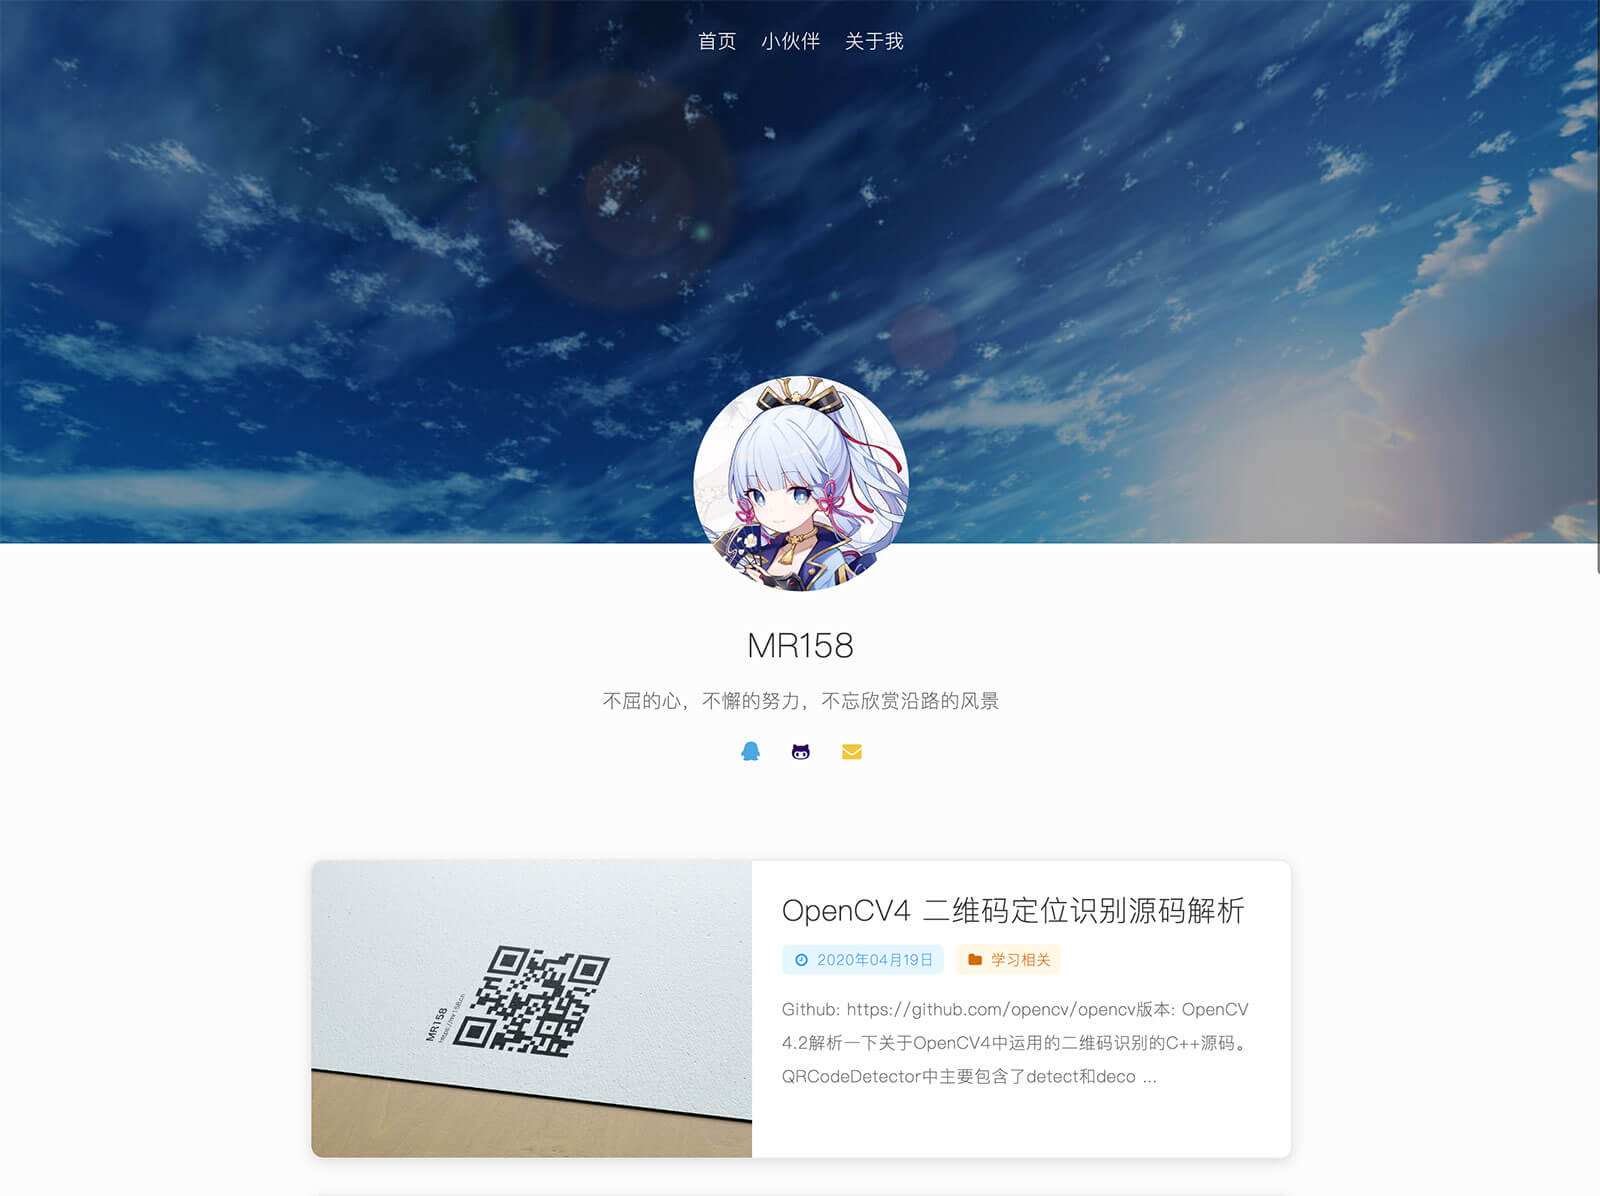 首页 小伙伴 关于我
MR158
不屈的心，不懈的努力，不忘欣赏沿路的风景
MR158
https://mr158.cn
OpenCV4 二维码定位识别源码解析
2020年04月19日 学习相关
Github: https://github.com/opencv/opencv版本: OpenCV
4.2解析一下关于OpenCV4中运用的二维码识别的C++源码。
QRCodeDetector中主要包含了detect和deco ...